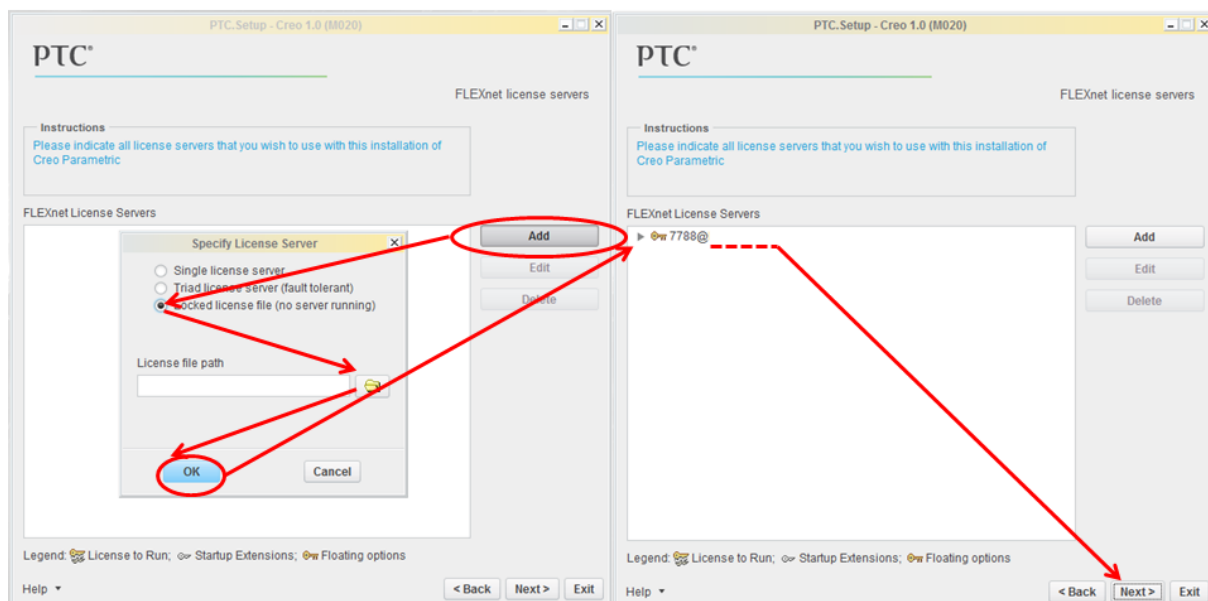 PTC.Setup - Creo 1.0 (M020)
PTC®
FLEXnet license servers
Instructions
Please indicate all license servers that you wish to use with this installation of
Creo Parametric
FLEXnet License Servers
Add
Edit
Delete
Specify License Server
Single license server
Triad license server (fault tolerant)
Locked license file (no server running)
License file path
OK
Cancel
Legend: License to Run; Startup Extensions; Floating options
Help
< Back
Next >
Exit
PTC.Setup - Creo 1.0 (M020)
PTC®
FLEXnet license servers
Instructions
Please indicate all license servers that you wish to use with this installation of
Creo Parametric
FLEXnet License Servers
7788@
Add
Edit
Delete
Legend: License to Run; Startup Extensions; Floating options
Help
< Back
Next >
Exit